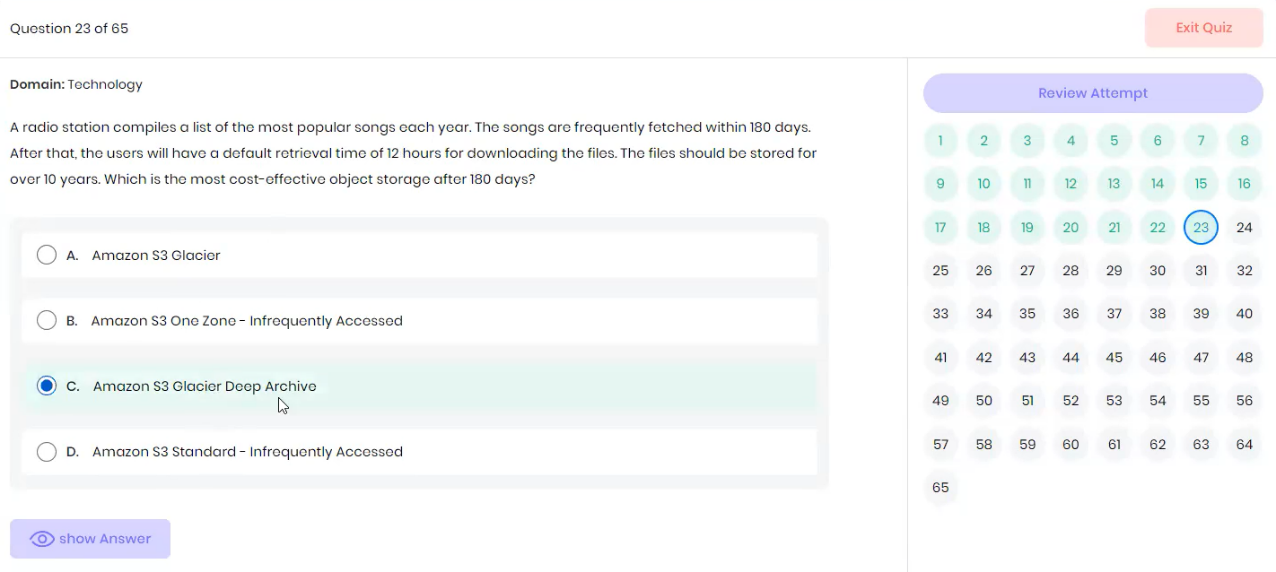 Question 23 of 65
Exit Quiz
Domain: Technology
A radio station compiles a list of the most popular songs each year. The songs are frequently fetched within 180 days.
After that, the users will have a default retrieval time of 12 hours for downloading the files. The files should be stored for
over 10 years. Which is the most cost-effective object storage after 180 days?
A. Amazon S3 Glacier
B. Amazon S3 One Zone - Infrequently Accessed
C. Amazon S3 Glacier Deep Archive
D. Amazon S3 Standard - Infrequently Accessed
show Answer
Review Attempt
1 2 3 4 5 6 7 8
9 10 11 12 13 14 15 16
17 18 19 20 21 22 23 24
25 26 27 28 29 30 31 32
33 34 35 36 37 38 39 40
41 42 43 44 45 46 47 48
49 50 51 52 53 54 55 56
57 58 59 60 61 62 63 64
65